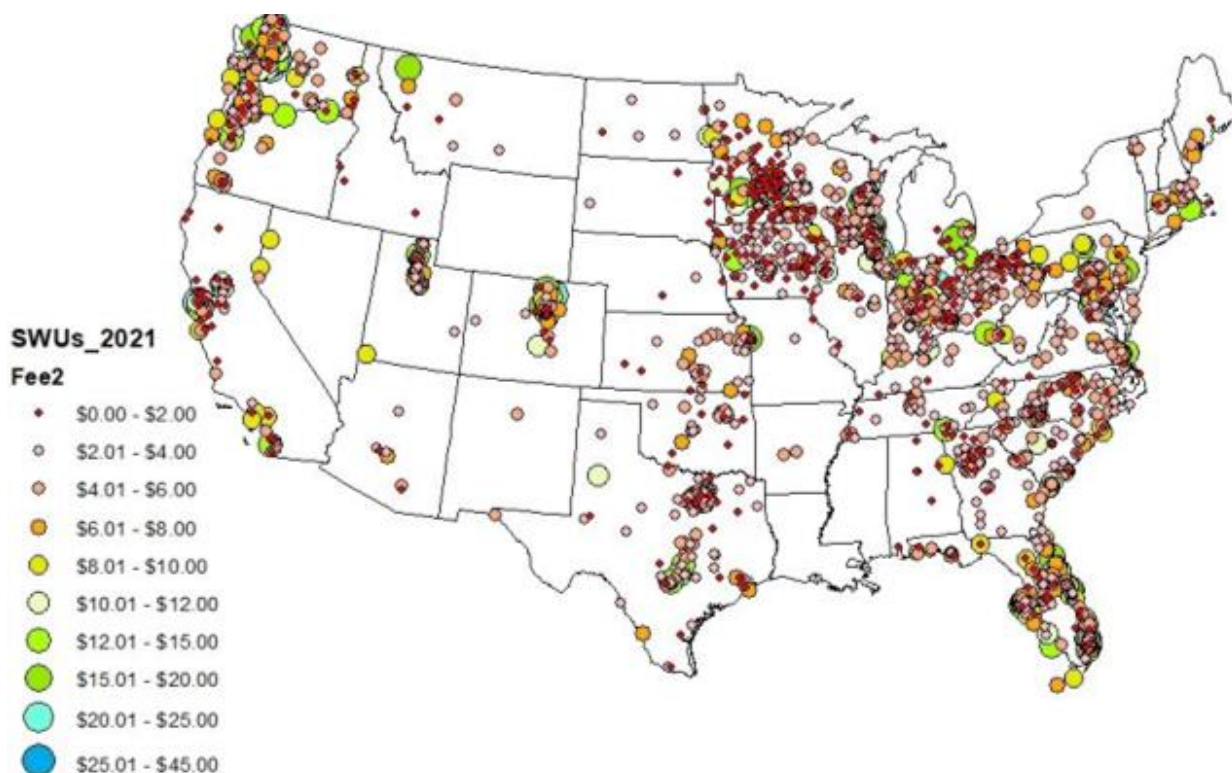 SWUs_2021
Fee2
$0.00 - $2.00
$2.01 - $4.00
$4.01 - $6.00
$6.01 - $8.00
$8.01 - $10.00
$10.01 - $12.00
$12.01 - $15.00
$15.01 - $20.00
$20.01 - $25.00
$25.01 - $45.00